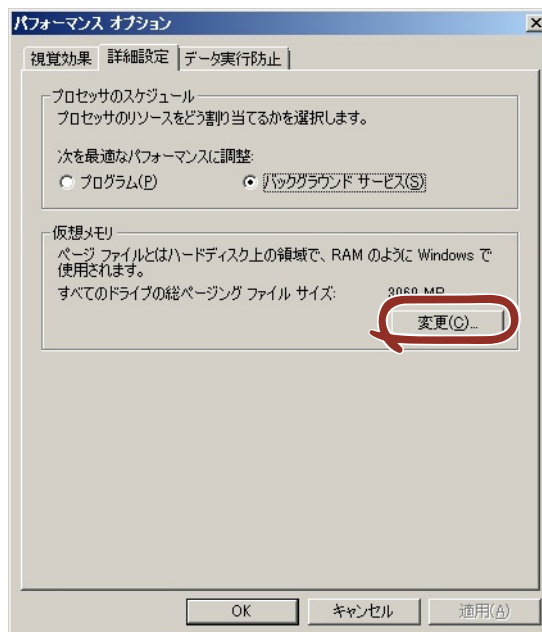 パフォーマンス オプション
視覚効果 詳細設定 データ実行防止
プロセッサのスケジュール
プロセッサのリソースをどう割り当てるかを選択します。
次を最適なパフォーマンスに調整:
プログラム(P) バックグラウンド サービス(S)
仮想メモリ
ページ ファイルとはハードディスク上の領域で、RAM のように Windows で
使用されます。
すべてのドライブの総ページング ファイル サイズ:
変更(C)...
OK キャンセル 適用(A)